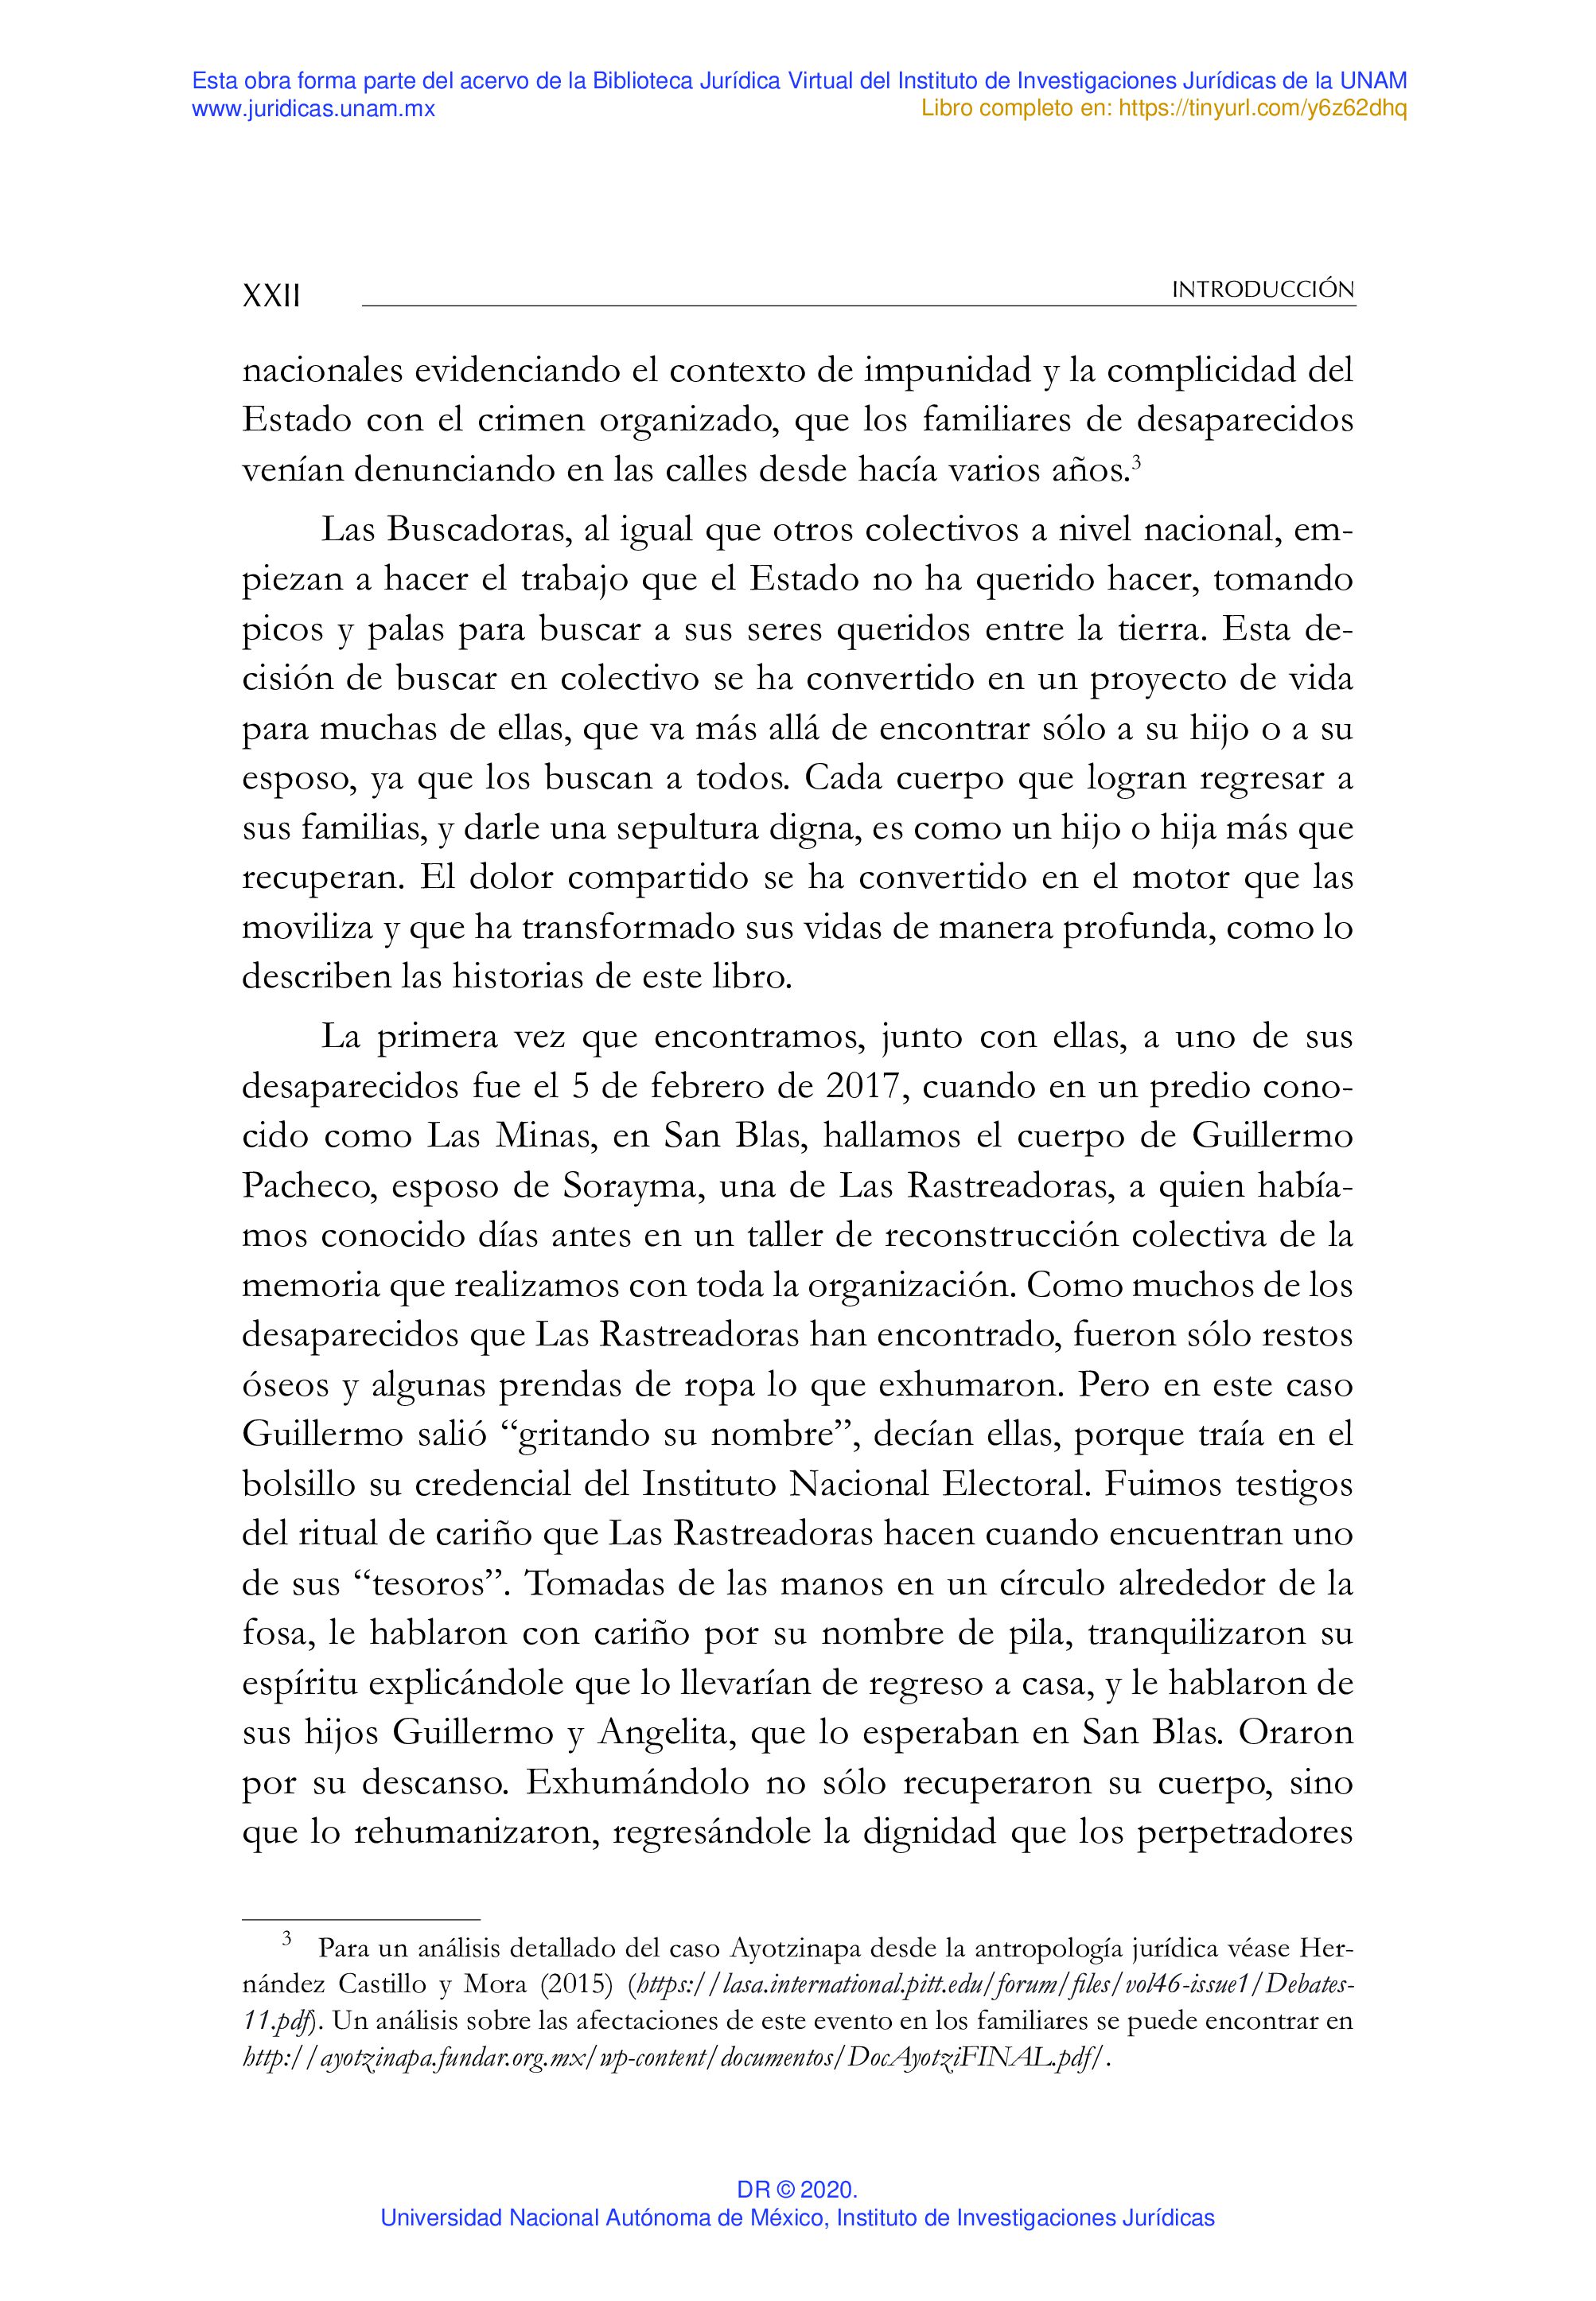 Esta obra forma parte del acervo de la Biblioteca Jurídica Virtual del Instituto de Investigaciones Jurídicas de la UNAM
www.juridicas.unam.mx
Libro completo en: https://tinyurl.com/y6z62dhq
XXII
INTRODUCCIÓN
nacionales evidenciando el contexto de impunidad y la complicidad del
Estado con el crimen organizado, que los familiares de desaparecidos
venían denunciando en las calles desde hacía varios años.3
Las Buscadoras, al igual que otros colectivos a nivel nacional, em-
piezan a hacer el trabajo que el Estado no ha querido hacer, tomando
picos y palas para buscar a sus seres queridos entre la tierra. Esta de-
cisión de buscar en colectivo se ha convertido en un proyecto de vida
para muchas de ellas, que va más allá de encontrar sólo a su hijo o a su
esposo, ya que los buscan a todos. Cada cuerpo que logran regresar a
sus familias, y darle una sepultura digna, es como un hijo o hija más que
recuperan. El dolor compartido se ha convertido en el motor que las
moviliza y que ha transformado sus vidas de manera profunda, como lo
describen las historias de este libro.
La primera vez que encontramos, junto con ellas, a uno de sus
desaparecidos fue el 5 de febrero de 2017, cuando en un predio cono-
cido como Las Minas, en San Blas, hallamos el cuerpo de Guillermo
Pacheco, esposo de Sorayma, una de Las Rastreadoras, a quien había-
mos conocido días antes en un taller de reconstrucción colectiva de la
memoria que realizamos con toda la organización. Como muchos de los
desaparecidos que Las Rastreadoras han encontrado, fueron sólo restos
óseos y algunas prendas de ropa lo que exhumaron. Pero en este caso
Guillermo salió “gritando su nombre”, decían ellas, porque traía en el
bolsillo su credencial del Instituto Nacional Electoral. Fuimos testigos
del ritual de cariño que Las Rastreadoras hacen cuando encuentran uno
de sus “tesoros”. Tomadas de las manos en un círculo alrededor de la
fosa, le hablaron con cariño por su nombre de pila, tranquilizaron su
espíritu explicándole que lo llevarían de regreso a casa, y le hablaron de
sus hijos Guillermo y Angelita, que lo esperaban en San Blas. Oraron
por su descanso. Exhumándolo no sólo recuperaron su cuerpo, sino
que lo rehumanizaron, regresándole la dignidad que los perpetradores
3 Para un análisis detallado del caso Ayotzinapa desde la antropología jurídica véase Her-
nández Castillo y Mora (2015) (https://lasa.international.pitt.edu/forum/files/vol46-issue1/Debates-
11.pdf). Un análisis sobre las afectaciones de este evento en los familiares se puede encontrar en
http://ayotzinapa.fundar.org.mx/wp-content/documentos/DocAyotziFINAL.pdf/.
DR © 2020.
Universidad Nacional Autónoma de México, Instituto de Investigaciones Jurídicas